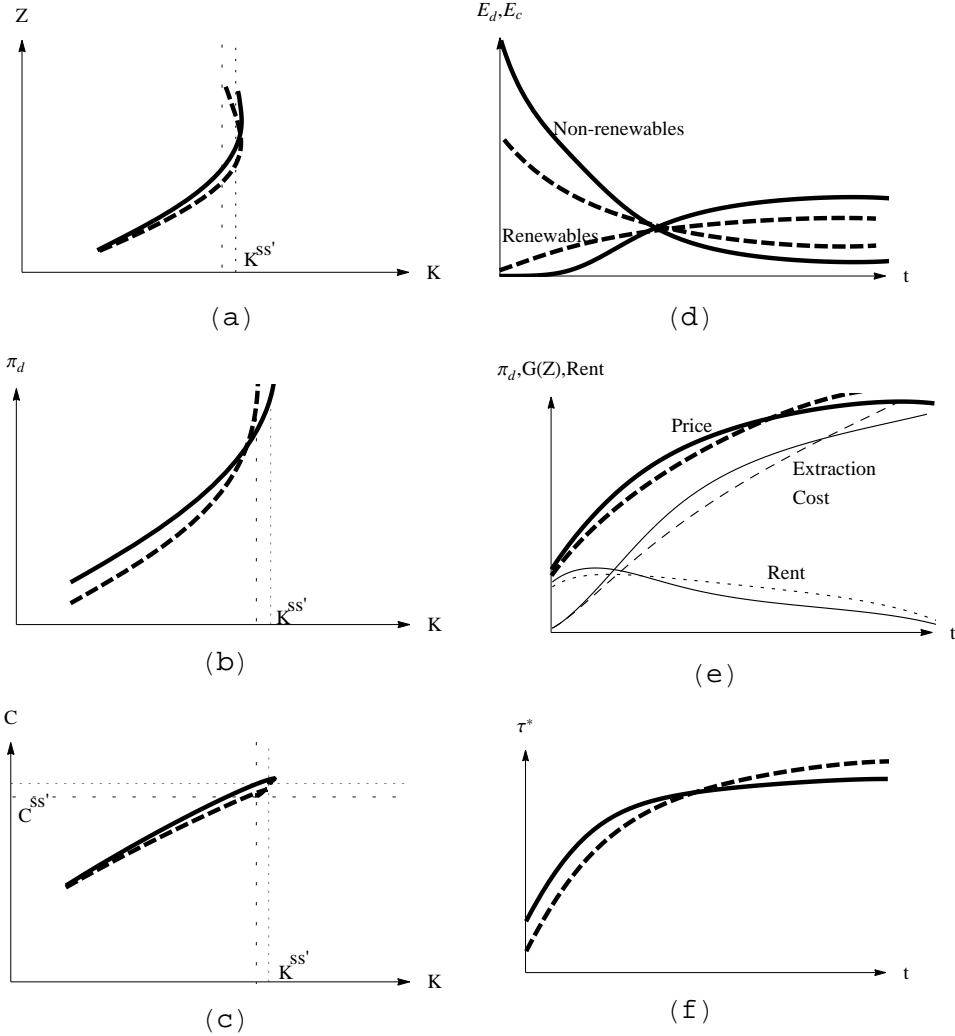 Z
K^{ss'}
K
(a)
E_d,E_c
Non-renewables
Renewables
t
(d)
π_d
K^{ss'}
K
(b)
π_d,G(Z),Rent
Price
Extraction
Cost
Rent
t
(e)
C
C^{ss'}
K^{ss'}
K
(c)
τ*
t
(f)